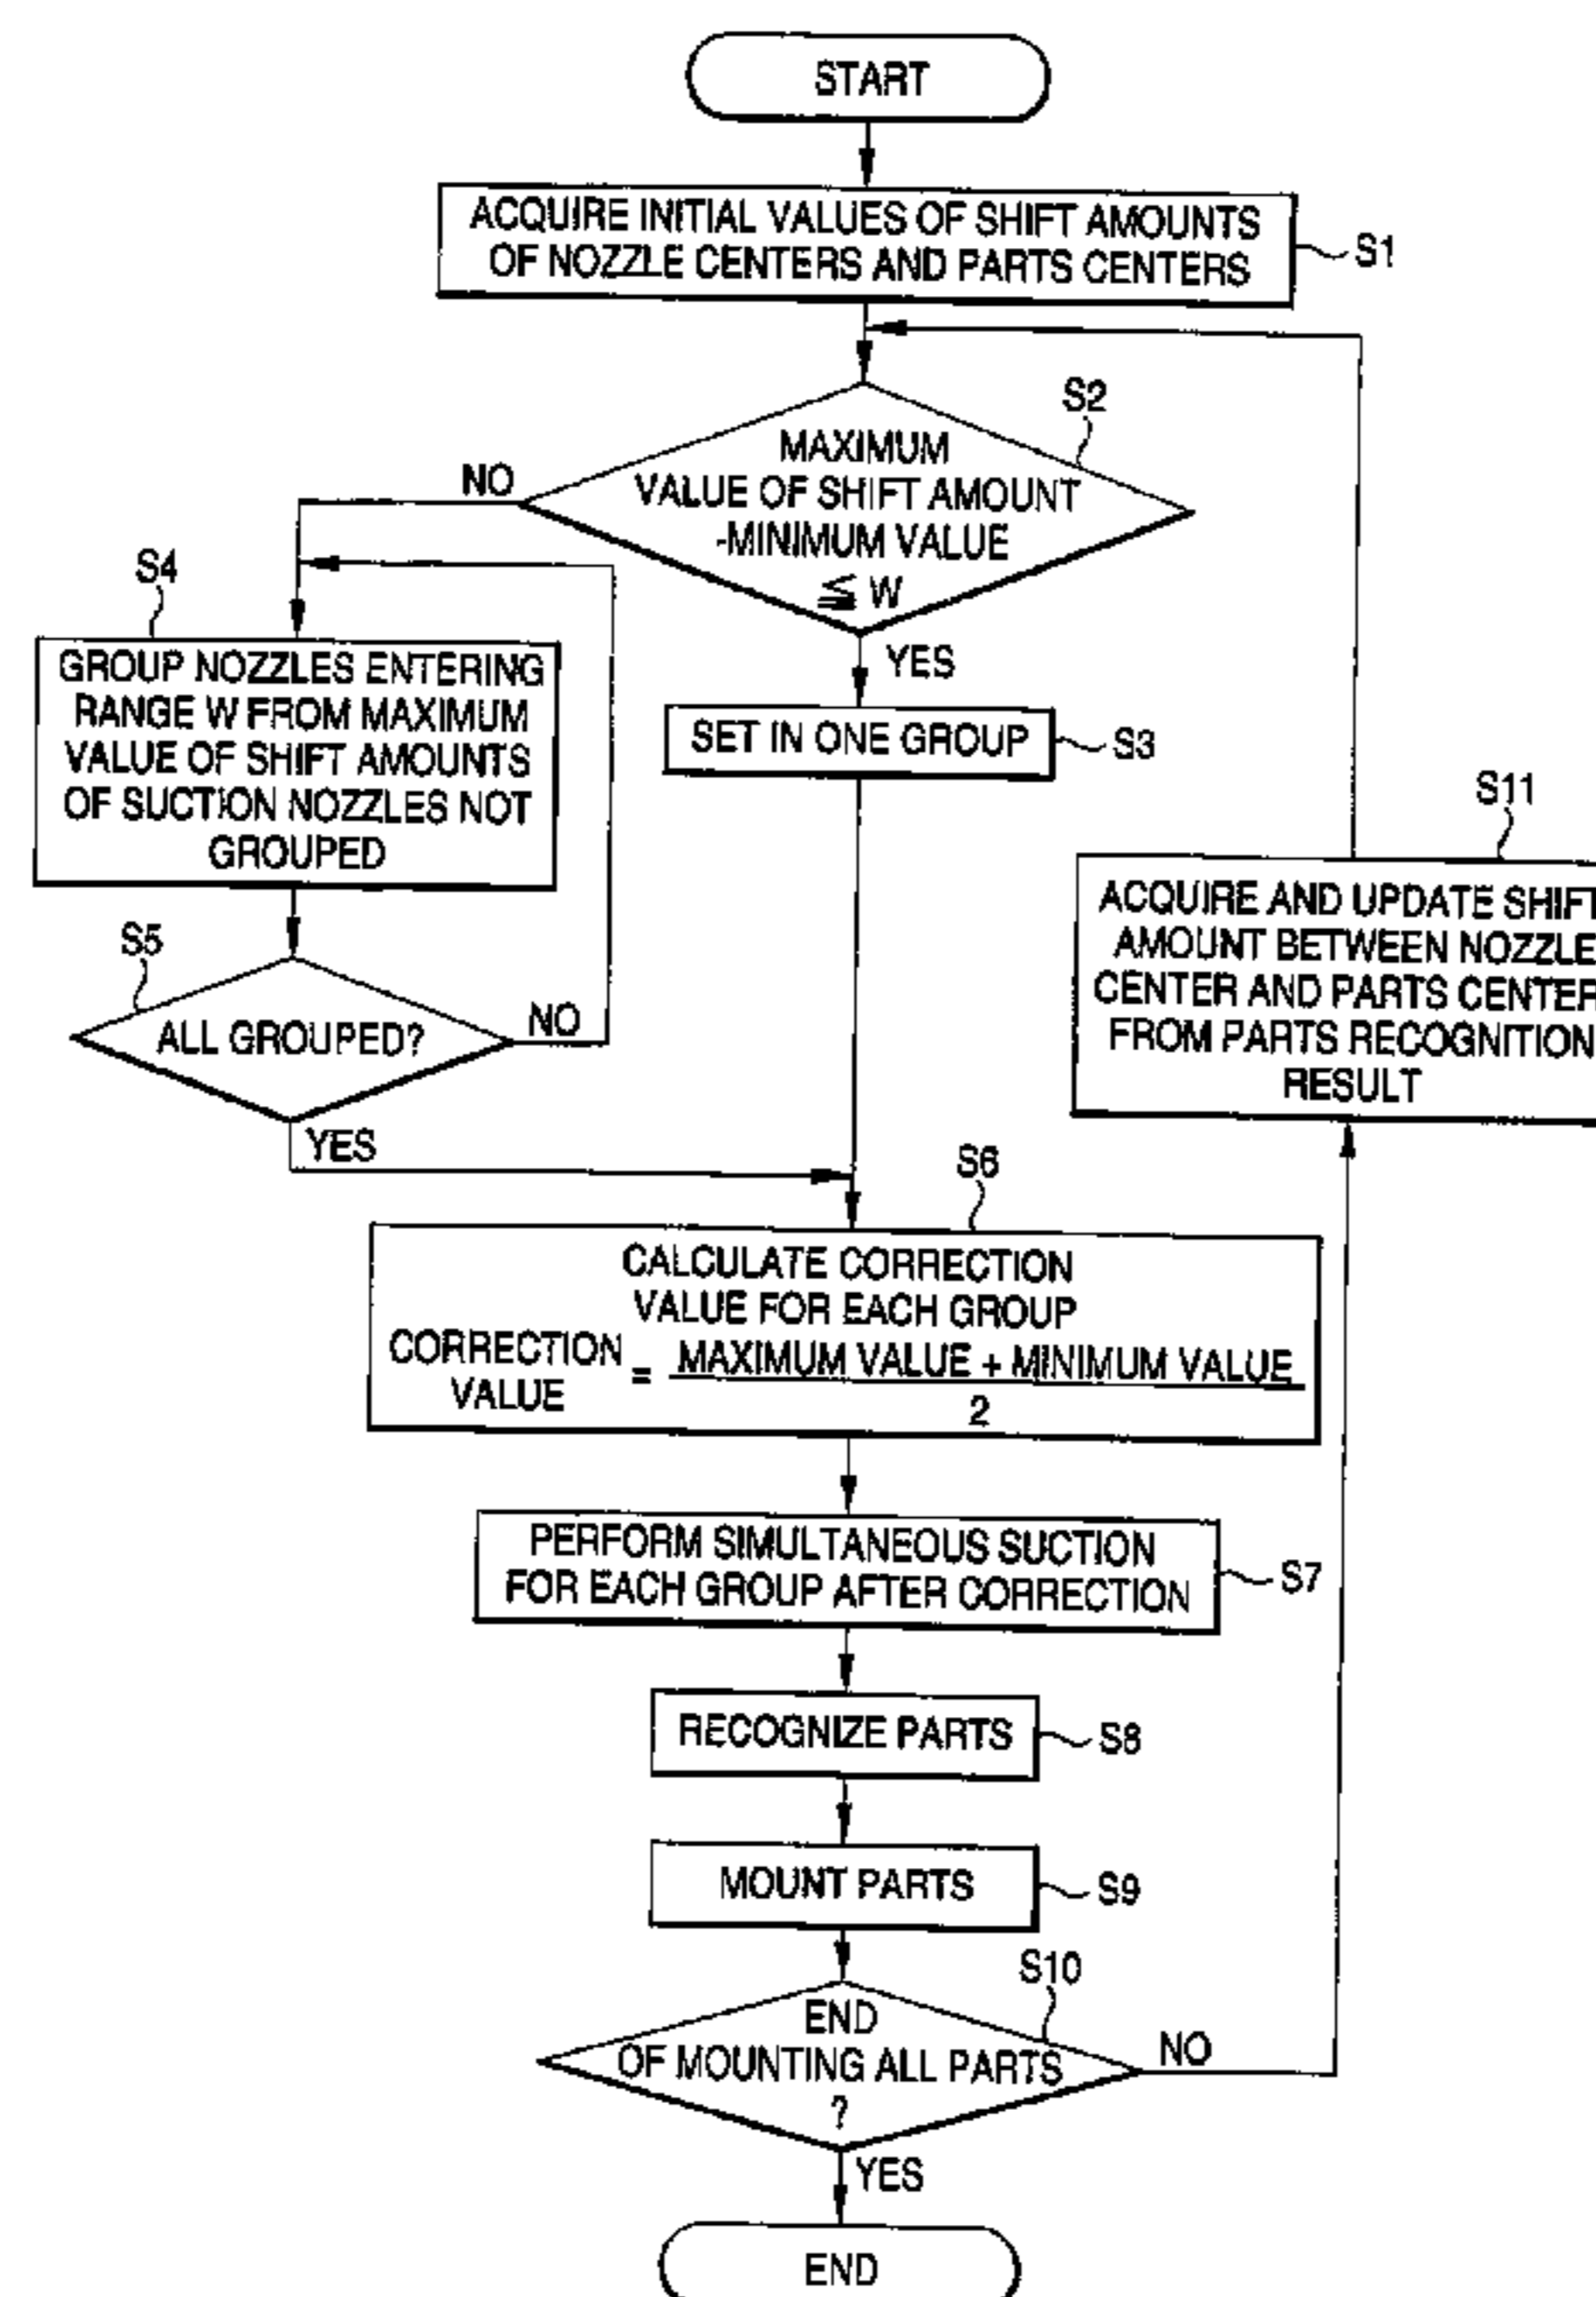 START
ACQUIRE INITIAL VALUES OF SHIFT AMOUNTS
OF NOZZLE CENTERS AND PARTS CENTERS
S1
S2
MAXIMUM
VALUE OF SHIFT AMOUNT
-MINIMUM VALUE
≦ W
NO
YES
S4
GROUP NOZZLES ENTERING
RANGE W FROM MAXIMUM
VALUE OF SHIFT AMOUNTS
OF SUCTION NOZZLES NOT
GROUPED
SET IN ONE GROUP
S3
S5
ALL GROUPED?
NO
YES
S11
ACQUIRE AND UPDATE SHIFT
AMOUNT BETWEEN NOZZLE
CENTER AND PARTS CENTER
FROM PARTS RECOGNITION
RESULT
S6
CALCULATE CORRECTION
VALUE FOR EACH GROUP
CORRECTION
VALUE
= MAXIMUM VALUE + MINIMUM VALUE
2
PERFORM SIMULTANEOUS SUCTION
FOR EACH GROUP AFTER CORRECTION
S7
RECOGNIZE PARTS
S8
MOUNT PARTS
S9
S10
END
OF MOUNTING ALL PARTS
?
NO
YES
END